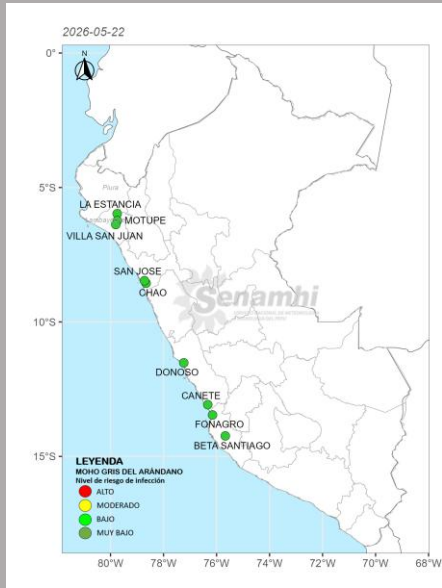 2026-05-22
N
0°
5°S
10°S
15°S
Piura
LA ESTANCIA
MOTUPE
VILLA SAN JUAN
SAN JOSE
CHAO
Senamhi
DONOSO
CANETE
FONAGRO
BETA SANTIAGO
LEYENDA
MOHO GRIS DEL ARÁNDANO
Nivel de riesgo de infección
ALTO
MODERADO
BAJO
MUY BAJO
80°W 78°W 76°W 74°W 72°W 70°W 68°W